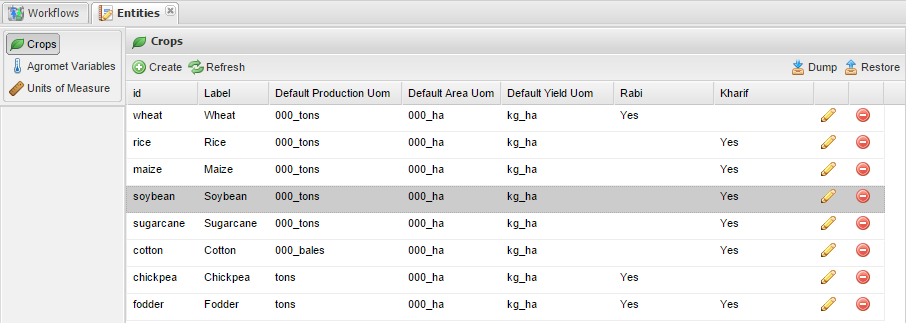 Workflows Entities
Crops
Agromet Variables
Units of Measure
Crops
Create Refresh Dump Restore
id Label Default Production Uom Default Area Uom Default Yield Uom Rabi Kharif
wheat Wheat 000_tons 000_ha kg_ha Yes
rice Rice 000_tons 000_ha kg_ha Yes
maize Maize 000_tons 000_ha kg_ha Yes
soybean Soybean 000_tons 000_ha kg_ha Yes
sugarcane Sugarcane 000_tons 000_ha kg_ha Yes
cotton Cotton 000_bales 000_ha kg_ha Yes
chickpea Chickpea tons 000_ha kg_ha Yes
fodder Fodder tons 000_ha kg_ha Yes Yes